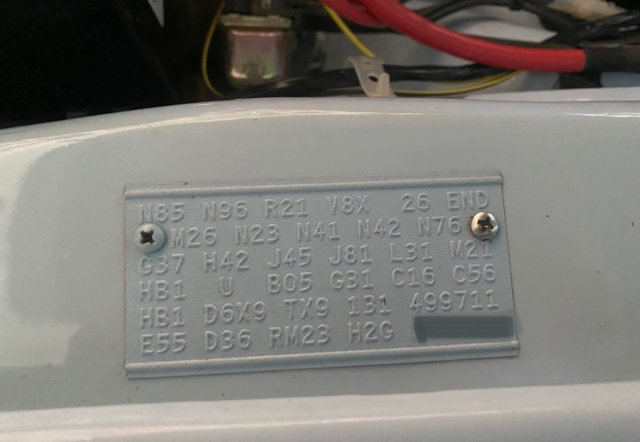 N85 N96 R21 V8X 26 END
M26 N23 N41 N42 N76
G37 H42 J45 J81 L31 M21
HB1 U B05 G31 C16 C56
HB1 D6X9 TX9 131 499711
E55 D36 RM23 H2G